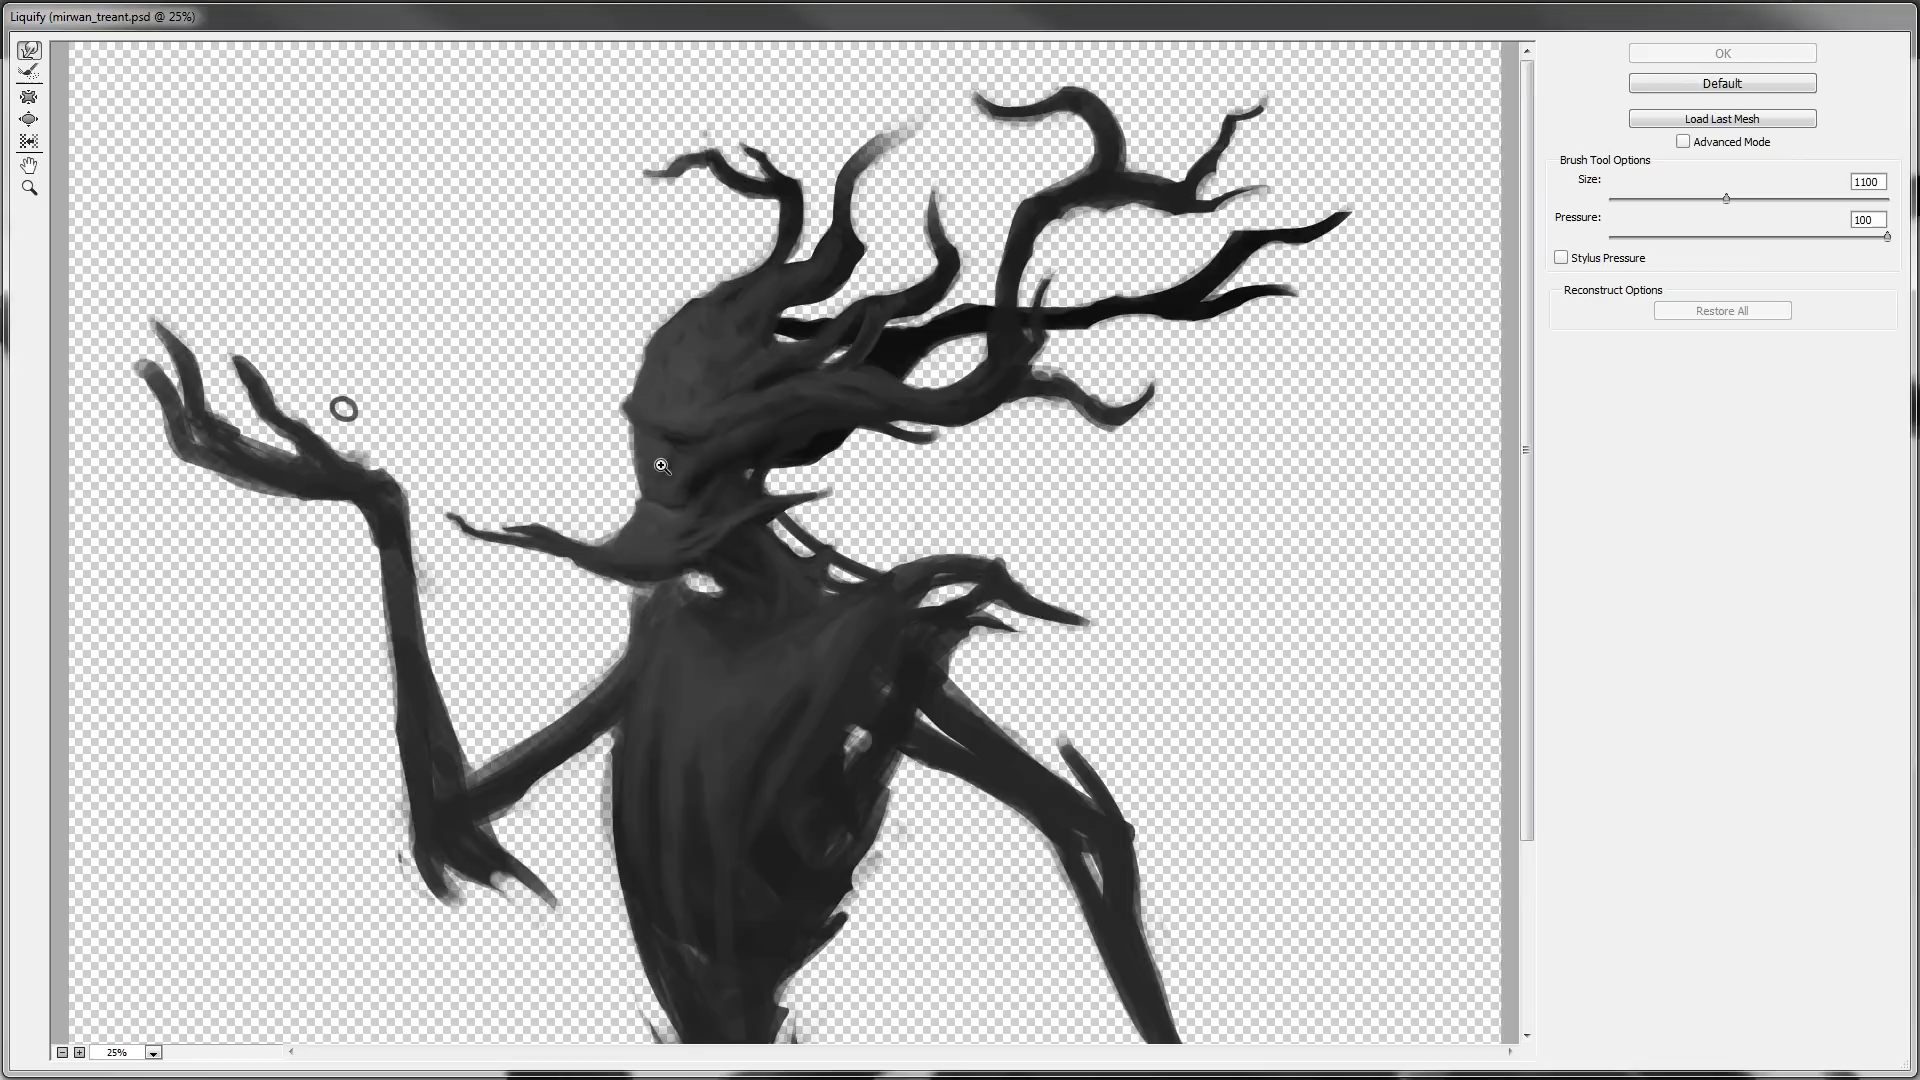 Liquify (mirwan_treant.psd @ 25%)
OK
Default
Load Last Mesh
Advanced Mode
Brush Tool Options
Size:
1100
Pressure:
100
Stylus Pressure
Reconstruct Options
Restore All
25%